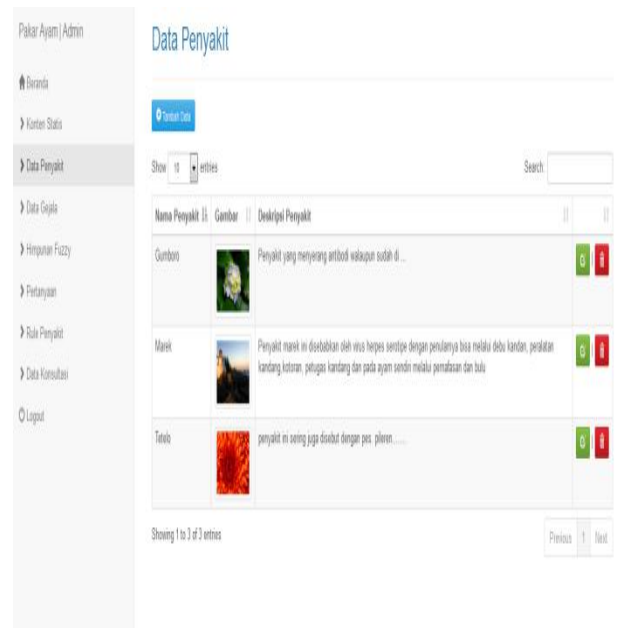 Pakar Ayam | Admin
Beranda
Konten Statis
Data Penyakit
Data Gejala
Himpunan Fuzzy
Pertanyaan
Rule Penyakit
Data Konsultasi
Logout
Data Penyakit
Tambah Data
Show 10 entries
Search:
Nama Penyakit Gambar Deskripsi Penyakit
Gumboro Penyakit yang menyerang antibodi walaupun sudah di ...
Marek Penyakit marek ini disebabkan oleh virus herpes serotipe dengan penularnya bisa melalui debu kandan, peralatan
kandang,kotoran, petugas kandang dan pada ayam sendiri melalui pernafasan dan bulu
Tetelo penyakit ini sering juga disebut dengan pes, pileren.........
Showing 1 to 3 of 3 entries
Previous 1 Next